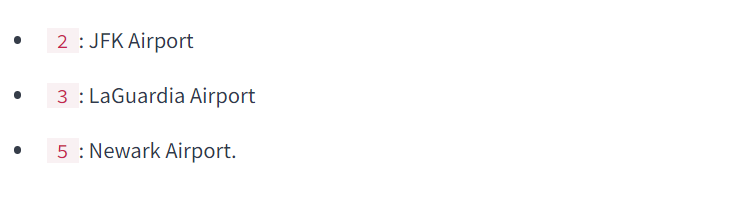 2 : JFK Airport
3 : LaGuardia Airport
5 : Newark Airport.